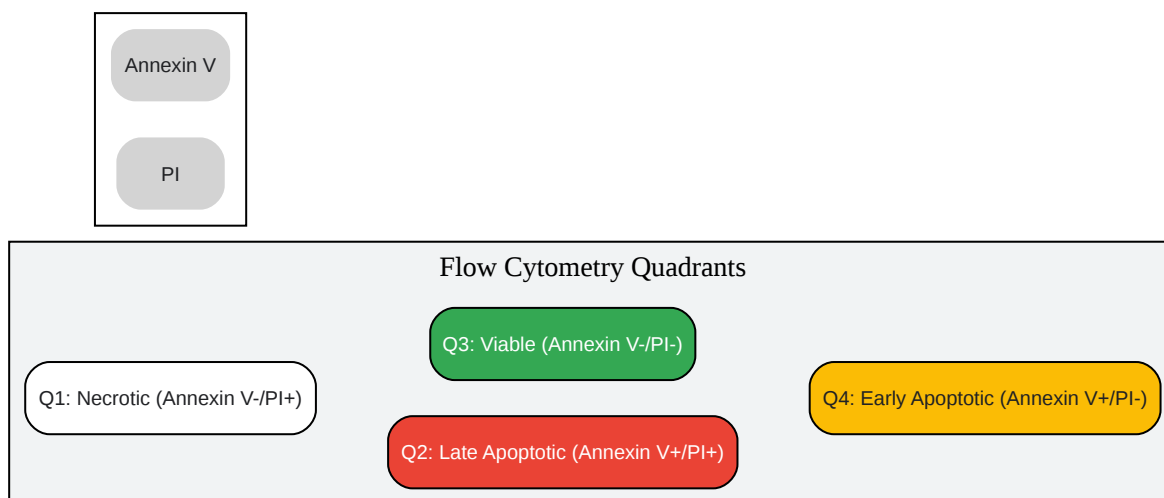 Annexin V
PI
Flow Cytometry Quadrants
Q3: Viable (Annexin V-/PI-)
Q1: Necrotic (Annexin V-/PI+)
Q4: Early Apoptotic (Annexin V+/PI-)
Q2: Late Apoptotic (Annexin V+/PI+)